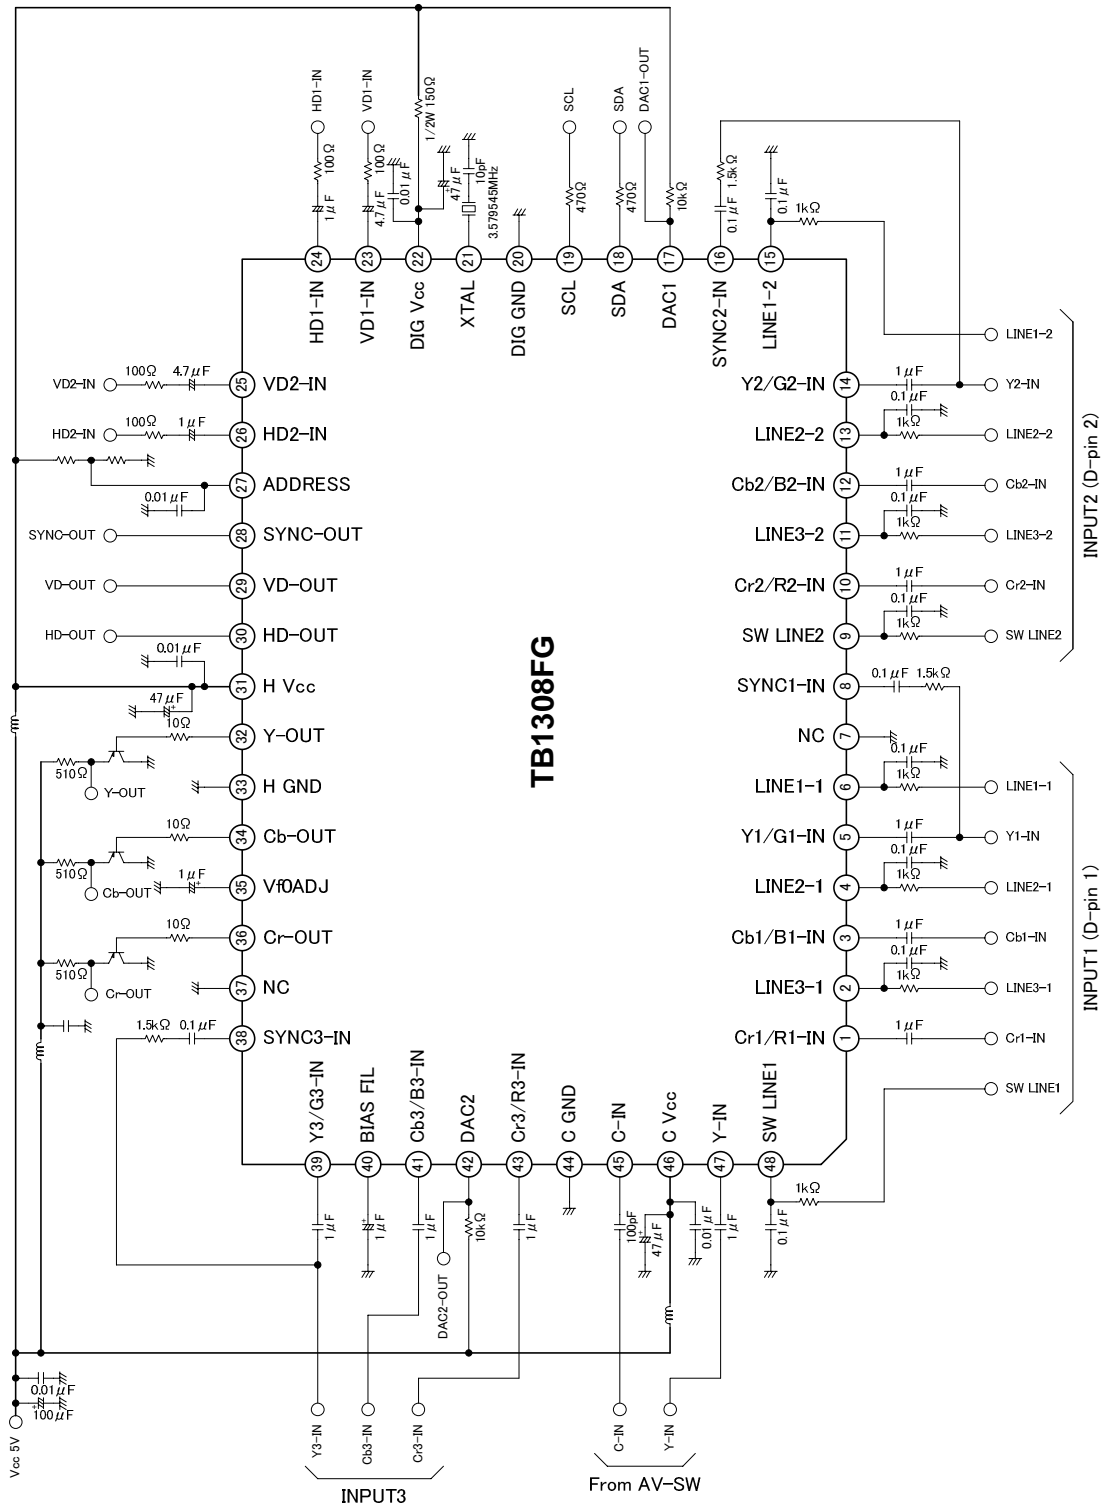 HD1-IN
VD1-IN
SCL
SDA
DAC1-OUT
100Ω
1μF
100Ω
4.7μF
0.01μF
1/2W 150Ω
47μF
+
10pF
3.579545MHz
470Ω
470Ω
10kΩ
1.5kΩ
0.1μF
0.1μF
1kΩ
24
23
22
21
20
19
18
17
16
15
HD1-IN
VD1-IN
DIG Vcc
XTAL
DIG GND
SCL
SDA
DAC1
SYNC2-IN
LINE1-2
LINE1-2
VD2-IN
100Ω
4.7μF
25
VD2-IN
Y2/G2-IN
14
1μF
Y2-IN
HD2-IN
100Ω
1μF
26
HD2-IN
LINE2-2
13
0.1μF
1kΩ
LINE2-2
0.01μF
27
ADDRESS
Cb2/B2-IN
12
1μF
Cb2-IN
SYNC-OUT
28
SYNC-OUT
LINE3-2
11
0.1μF
1kΩ
LINE3-2
VD-OUT
29
VD-OUT
Cr2/R2-IN
10
1μF
Cr2-IN
HD-OUT
30
HD-OUT
SW LINE2
9
0.1μF
1kΩ
SW LINE2
INPUT2 (D-pin 2)
0.01μF
47μF
+
31
H Vcc
SYNC1-IN
8
0.1μF
1.5kΩ
TB1308FG
10Ω
32
Y-OUT
NC
7
510Ω
Y-OUT
33
H GND
LINE1-1
6
0.1μF
1kΩ
LINE1-1
10Ω
34
Cb-OUT
Y1/G1-IN
5
1μF
Y1-IN
510Ω
Cb-OUT
1μF
+
35
Vf0ADJ
LINE2-1
4
0.1μF
1kΩ
LINE2-1
10Ω
36
Cr-OUT
Cb1/B1-IN
3
1μF
Cb1-IN
510Ω
Cr-OUT
37
NC
LINE3-1
2
0.1μF
1kΩ
LINE3-1
1.5kΩ
0.1μF
38
SYNC3-IN
Cr1/R1-IN
1
1μF
Cr1-IN
SW LINE1
INPUT1 (D-pin 1)
Y3/G3-IN
BIAS FIL
Cb3/B3-IN
DAC2
Cr3/R3-IN
C GND
C-IN
C Vcc
Y-IN
SW LINE1
39
40
41
42
43
44
45
46
47
48
1kΩ
1μF
+
1μF
1μF
10kΩ
1μF
100pF
+
47μF
0.01μF
1μF
0.1μF
DAC2-OUT
0.01μF
+
100μF
Vcc 5V
Y3-IN
Cb3-IN
Cr3-IN
C-IN
Y-IN
INPUT3
From AV-SW